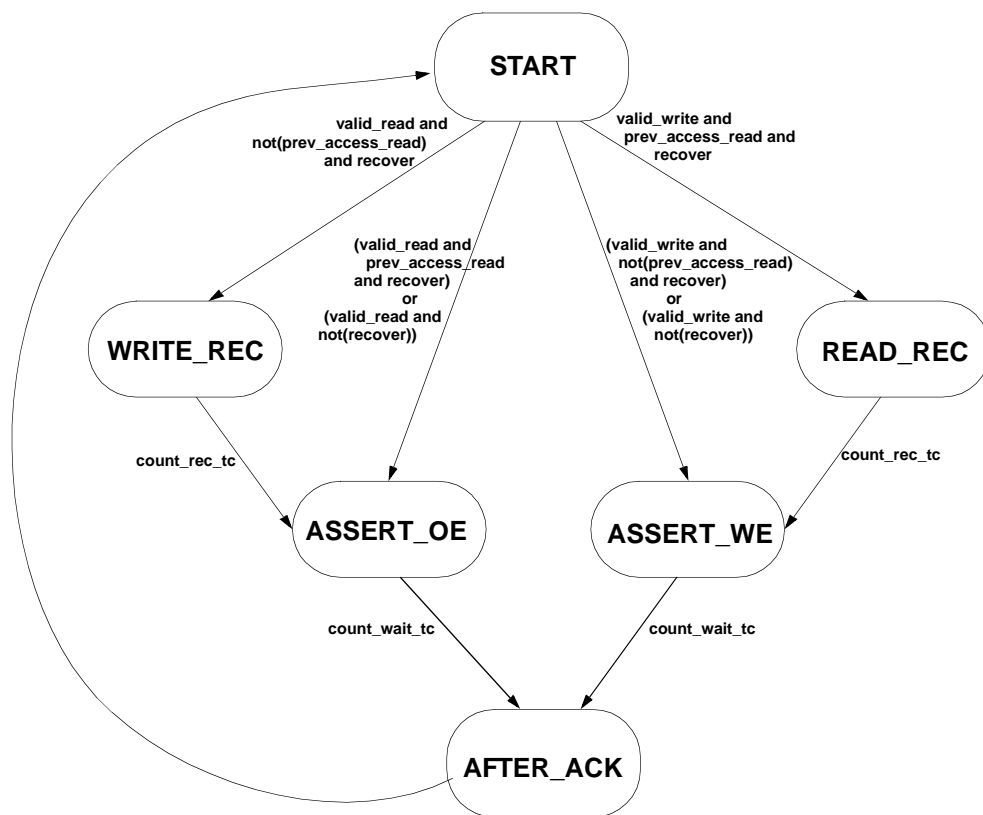 START
valid_read and
not(prev_access_read)
and recover
valid_write and
prev_access_read and
recover
(valid_read and
prev_access_read
and recover)
or
(valid_read and
not(recover))
(valid_write and
not(prev_access_read)
and recover)
or
(valid_write and
not(recover))
WRITE_REC
READ_REC
count_rec_tc
count_rec_tc
ASSERT_OE
ASSERT_WE
count_wait_tc
count_wait_tc
AFTER_ACK